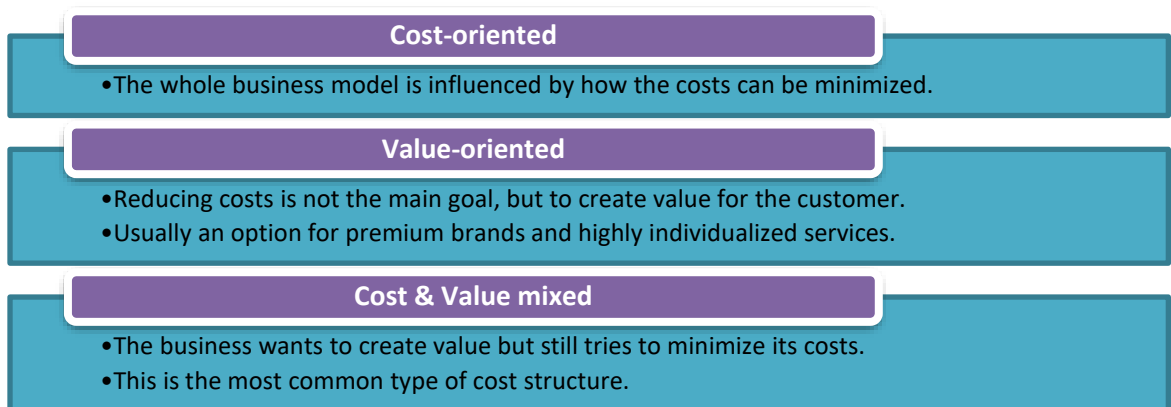 Cost-oriented
•The whole business model is influenced by how the costs can be minimized.
Value-oriented
•Reducing costs is not the main goal, but to create value for the customer.
•Usually an option for premium brands and highly individualized services.
Cost & Value mixed
•The business wants to create value but still tries to minimize its costs.
•This is the most common type of cost structure.